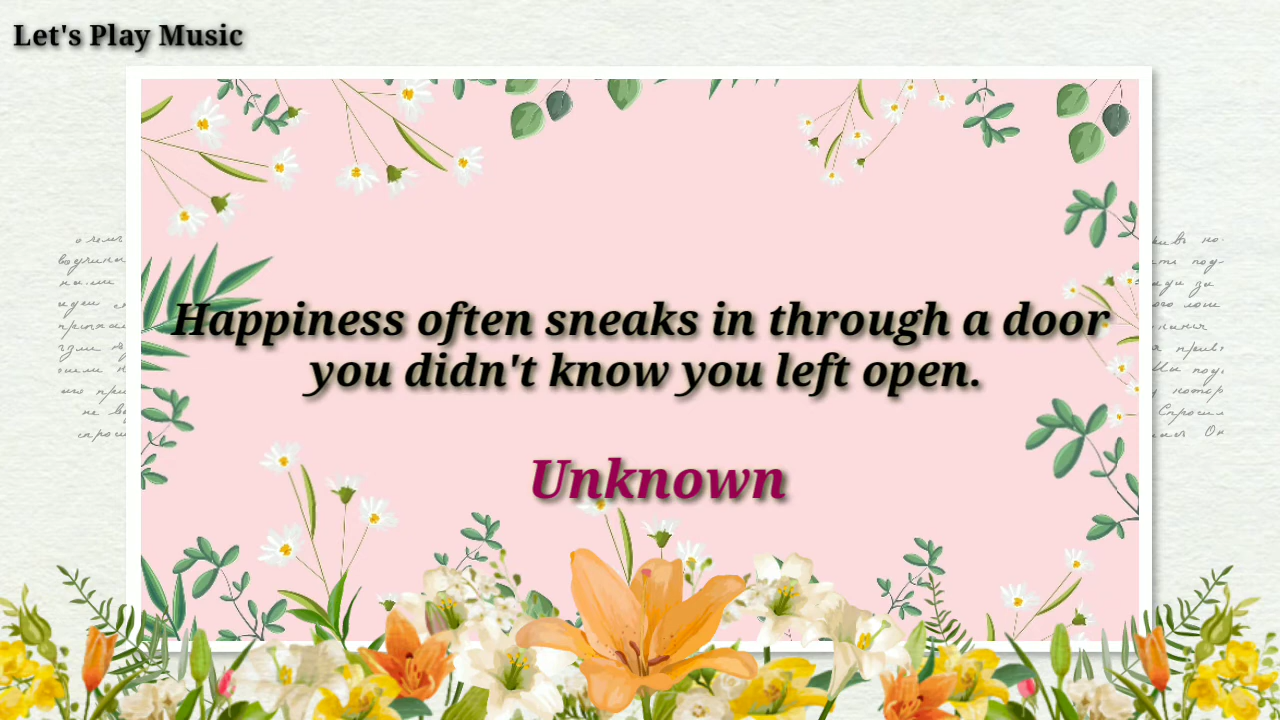 Let's Play Music
Happiness often sneaks in through a door
you didn't know you left open.
Unknown